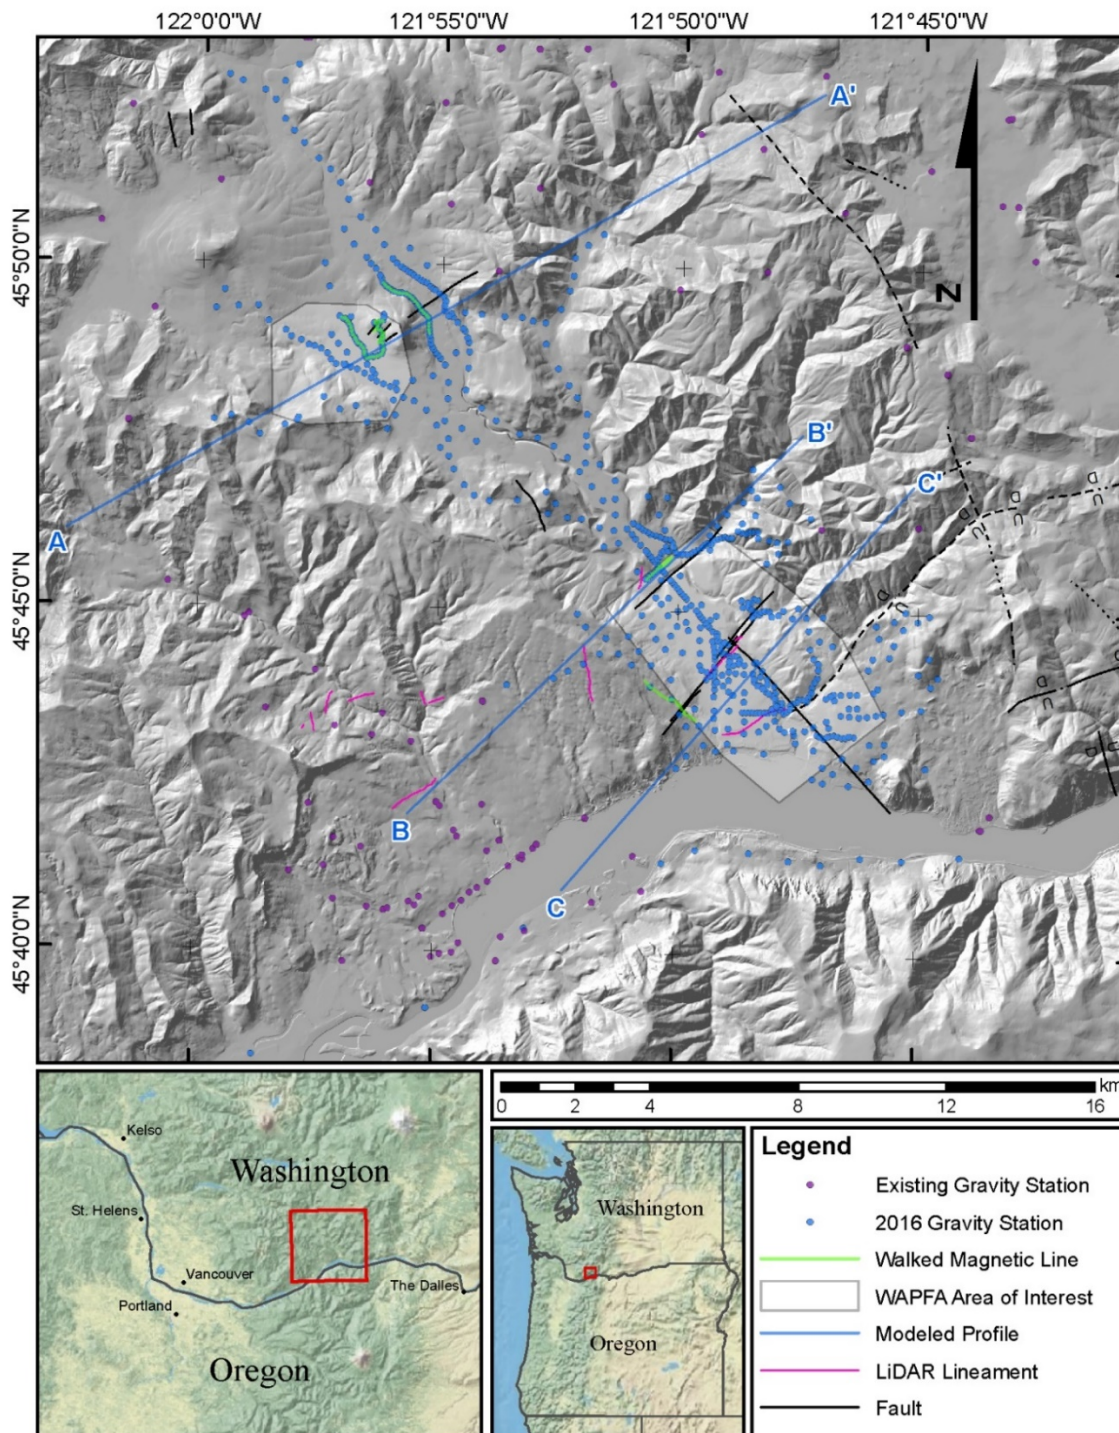 122°0'0"W 121°55'0"W 121°50'0"W 121°45'0"W
A'
45°50'0"N
N
B'
C'
A
D
U
D
U
D
U
45°45'0"N
D
U
D
U
D
U
B
C
45°40'0"N
km
0 2 4 8 12 16
Kelso
Washington
St. Helens
Vancouver
The Dalles
Portland
Oregon
Washington
Oregon
Legend
Existing Gravity Station
2016 Gravity Station
Walked Magnetic Line
WAPFA Area of Interest
Modeled Profile
LiDAR Lineament
Fault